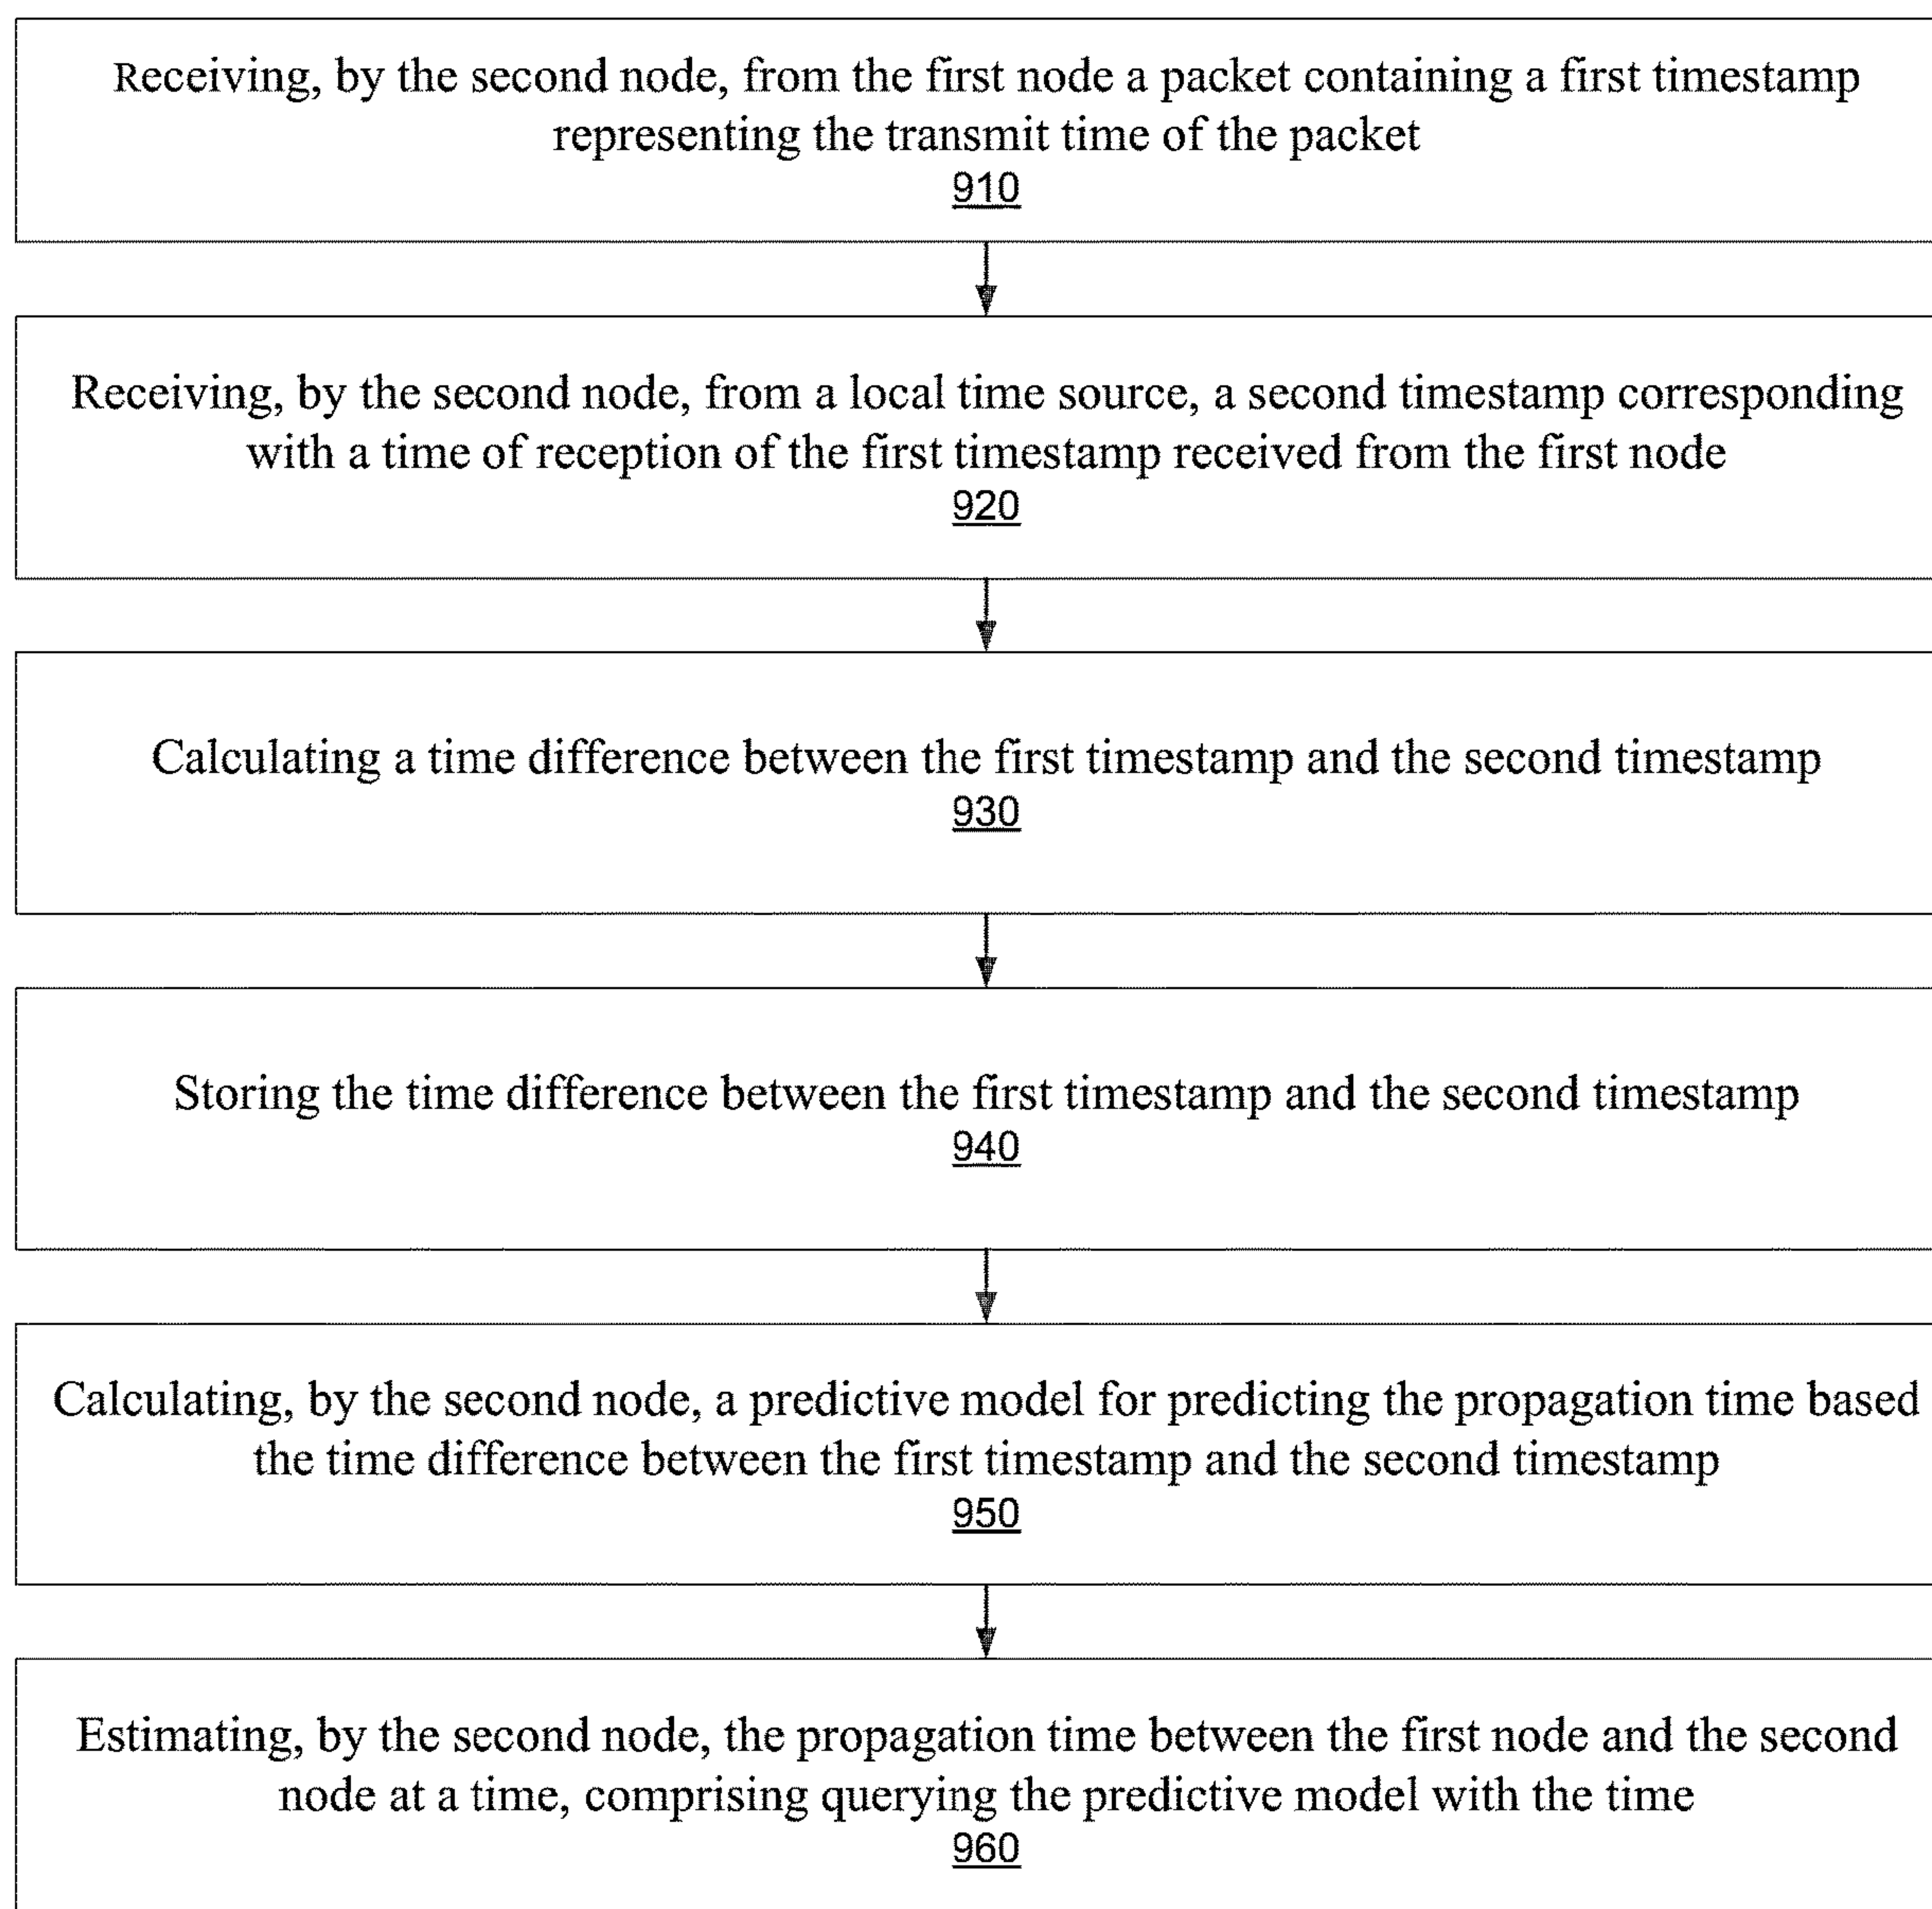 Receiving, by the second node, from the first node a packet containing a first timestamp
representing the transmit time of the packet
910
Receiving, by the second node, from a local time source, a second timestamp corresponding
with a time of reception of the first timestamp received from the first node
920
Calculating a time difference between the first timestamp and the second timestamp
930
Storing the time difference between the first timestamp and the second timestamp
940
Calculating, by the second node, a predictive model for predicting the propagation time based
the time difference between the first timestamp and the second timestamp
950
Estimating, by the second node, the propagation time between the first node and the second
node at a time, comprising querying the predictive model with the time
960